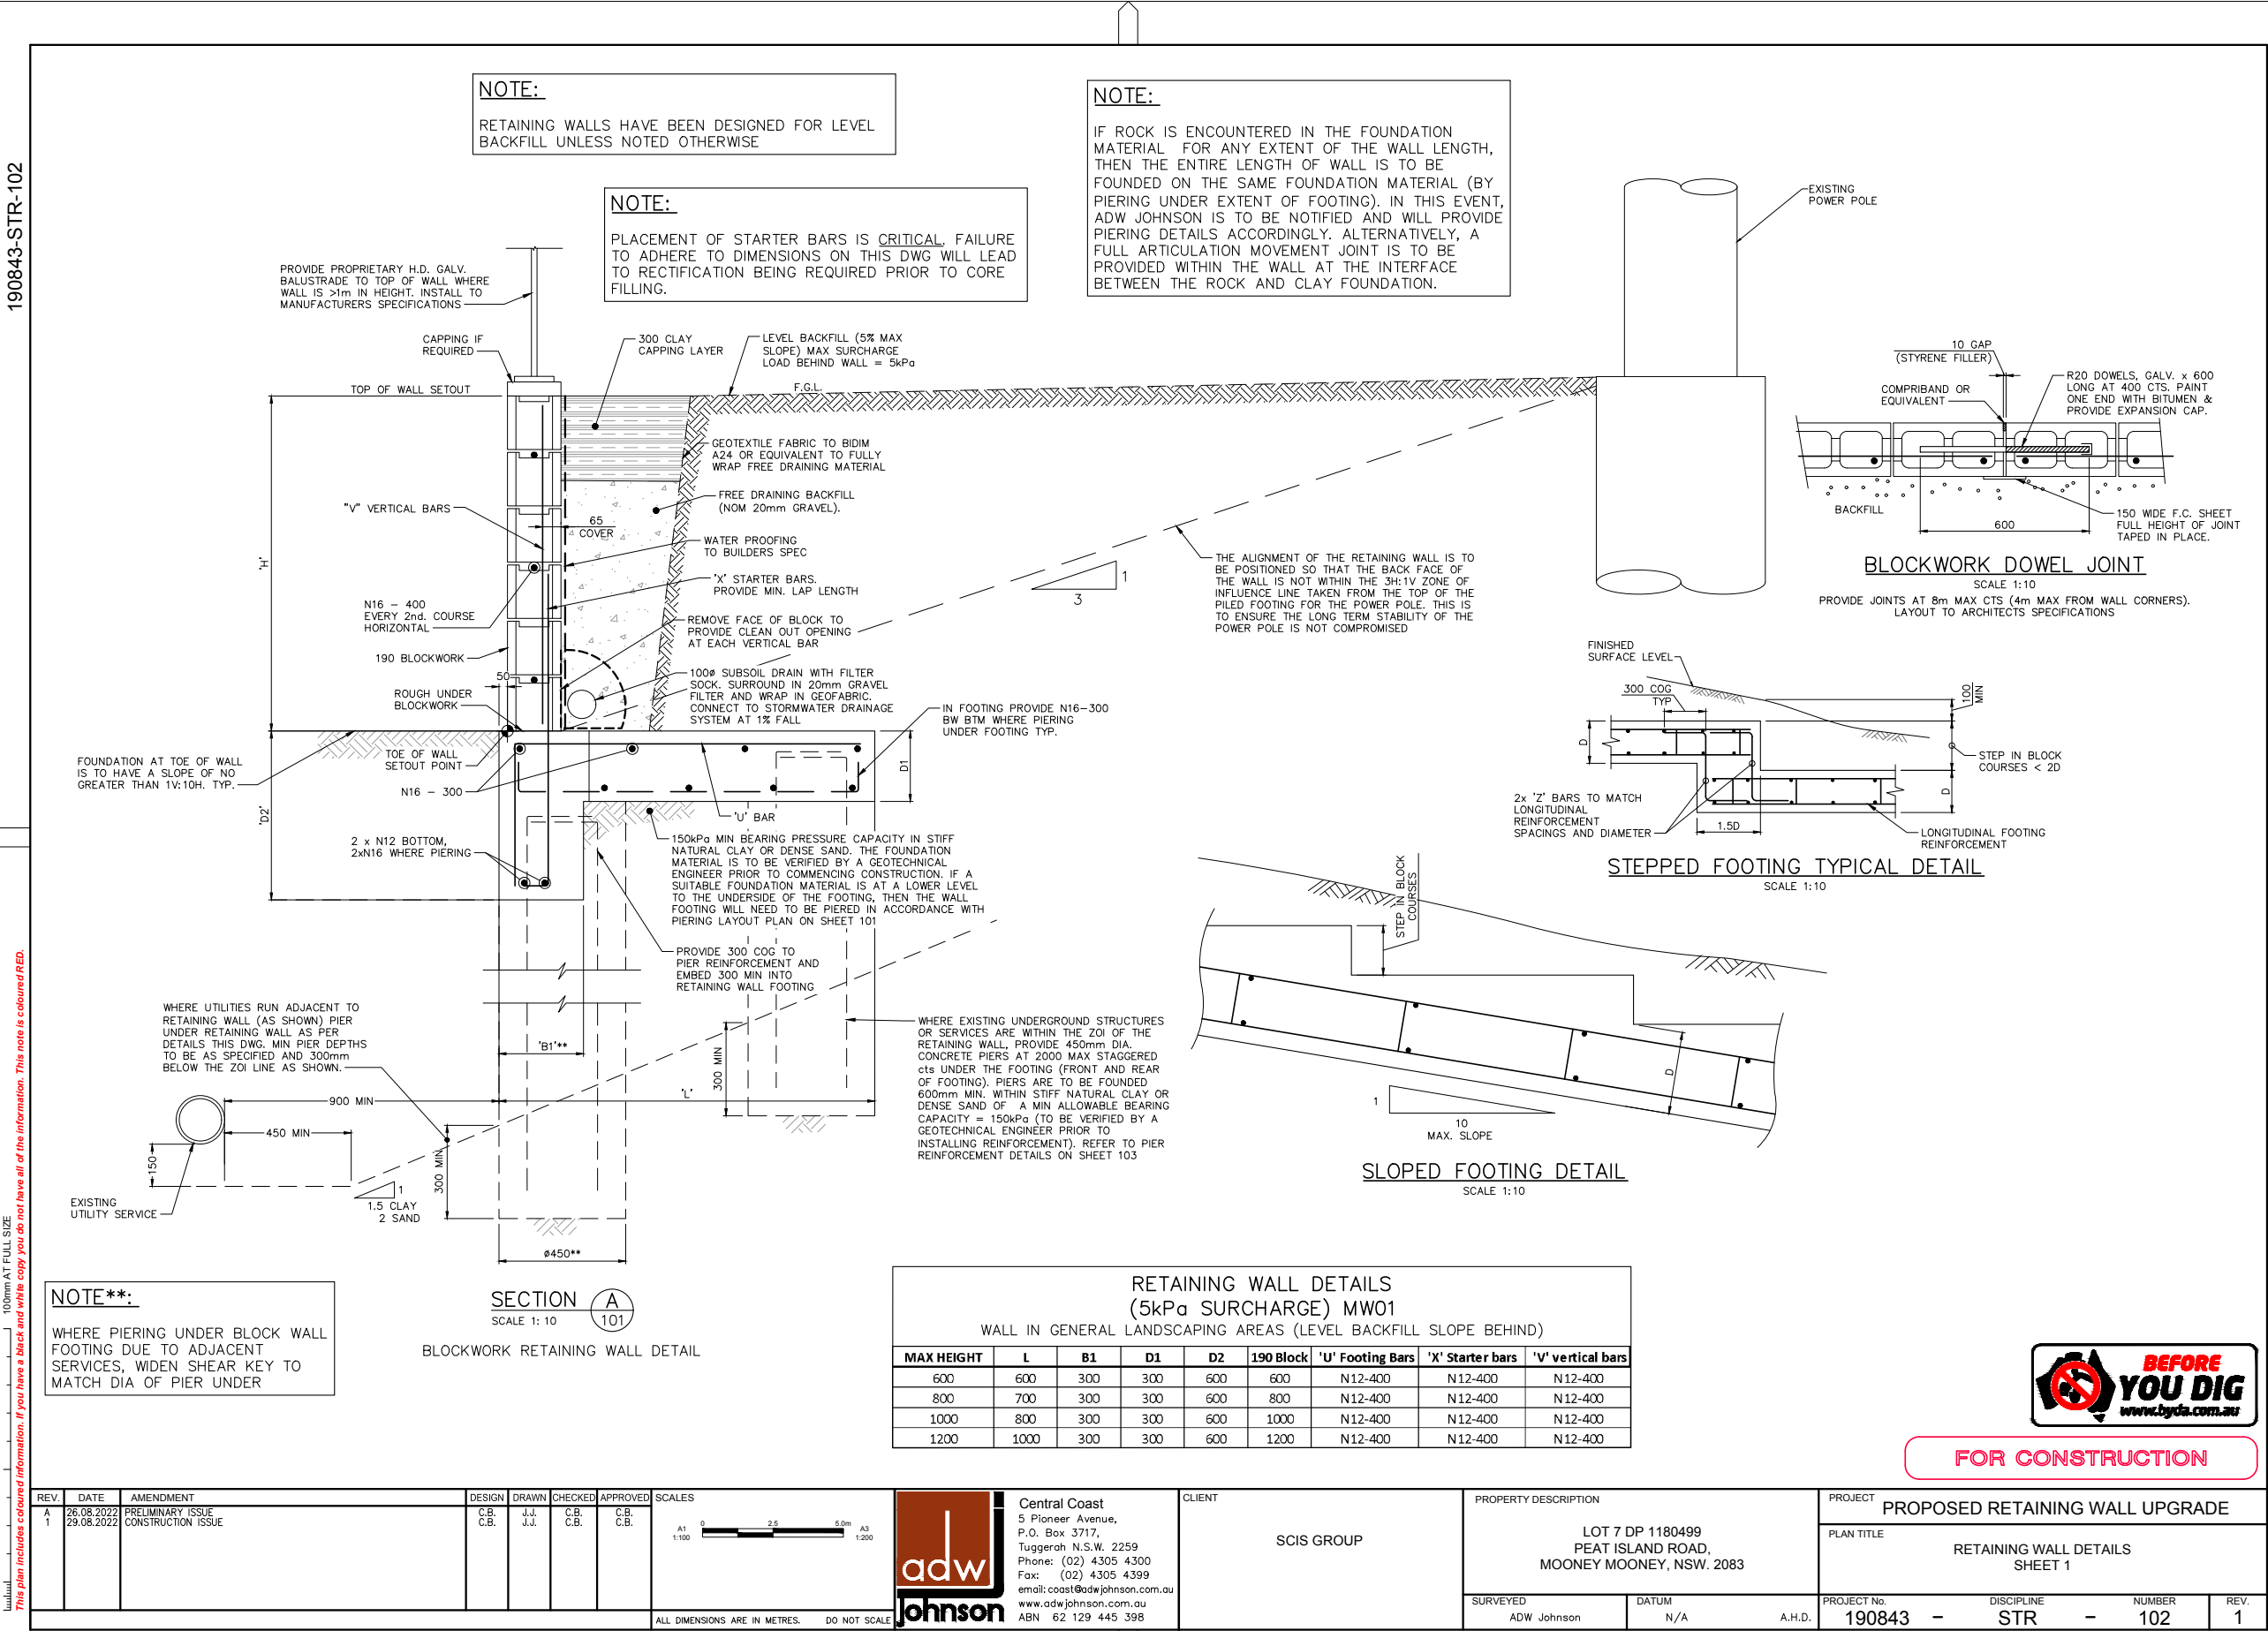 190843-STR-102
NOTE:
RETAINING WALLS HAVE BEEN DESIGNED FOR LEVEL
BACKFILL UNLESS NOTED OTHERWISE
NOTE:
PLACEMENT OF STARTER BARS IS CRITICAL. FAILURE
TO ADHERE TO DIMENSIONS ON THIS DWG WILL LEAD
TO RECTIFICATION BEING REQUIRED PRIOR TO CORE
FILLING.
NOTE:
IF ROCK IS ENCOUNTERED IN THE FOUNDATION
MATERIAL FOR ANY EXTENT OF THE WALL LENGTH,
THEN THE ENTIRE LENGTH OF WALL IS TO BE
FOUNDED ON THE SAME FOUNDATION MATERIAL (BY
PIERING UNDER EXTENT OF FOOTING). IN THIS EVENT,
ADW JOHNSON IS TO BE NOTIFIED AND WILL PROVIDE
PIERING DETAILS ACCORDINGLY. ALTERNATIVELY, A
FULL ARTICULATION MOVEMENT JOINT IS TO BE
PROVIDED WITHIN THE WALL AT THE INTERFACE
BETWEEN THE ROCK AND CLAY FOUNDATION.
EXISTING
POWER POLE
PROVIDE PROPRIETARY H.D. GALV.
BALUSTRADE TO TOP OF WALL WHERE
WALL IS >1m IN HEIGHT. INSTALL TO
MANUFACTURERS SPECIFICATIONS
CAPPING IF
REQUIRED
TOP OF WALL SETOUT
300 CLAY
CAPPING LAYER
LEVEL BACKFILL (5% MAX
SLOPE) MAX SURCHARGE
LOAD BEHIND WALL = 5kPa
F.G.L.
GEOTEXTILE FABRIC TO BIDIM
A24 OR EQUIVALENT TO FULLY
WRAP FREE DRAINING MATERIAL
FREE DRAINING BACKFILL
(NOM 20mm GRAVEL).
"V" VERTICAL BARS
65
COVER
WATER PROOFING
TO BUILDERS SPEC
'H'
'X' STARTER BARS.
PROVIDE MIN. LAP LENGTH
N16 - 400
EVERY 2nd. COURSE
HORIZONTAL
REMOVE FACE OF BLOCK TO
PROVIDE CLEAN OUT OPENING
AT EACH VERTICAL BAR
190 BLOCKWORK
50
ROUGH UNDER
BLOCKWORK
100ø SUBSOIL DRAIN WITH FILTER
SOCK. SURROUND IN 20mm GRAVEL
FILTER AND WRAP IN GEOFABRIC.
CONNECT TO STORMWATER DRAINAGE
SYSTEM AT 1% FALL
IN FOOTING PROVIDE N16-300
BW BTM WHERE PIERING
UNDER FOOTING TYP.
THE ALIGNMENT OF THE RETAINING WALL IS TO
BE POSITIONED SO THAT THE BACK FACE OF
THE WALL IS NOT WITHIN THE 3H:1V ZONE OF
INFLUENCE LINE TAKEN FROM THE TOP OF THE
PILED FOOTING FOR THE POWER POLE. THIS IS
TO ENSURE THE LONG TERM STABILITY OF THE
POWER POLE IS NOT COMPROMISED
1
3
FOUNDATION AT TOE OF WALL
IS TO HAVE A SLOPE OF NO
GREATER THAN 1V:10H. TYP.
TOE OF WALL
SETOUT POINT
N16 - 300
'D2'
D1
'U' BAR
2 x N12 BOTTOM,
2xN16 WHERE PIERING
150kPa MIN BEARING PRESSURE CAPACITY IN STIFF
NATURAL CLAY OR DENSE SAND. THE FOUNDATION
MATERIAL IS TO BE VERIFIED BY A GEOTECHNICAL
ENGINEER PRIOR TO COMMENCING CONSTRUCTION. IF A
SUITABLE FOUNDATION MATERIAL IS AT A LOWER LEVEL
TO THE UNDERSIDE OF THE FOOTING, THEN THE WALL
FOOTING WILL NEED TO BE PIERED IN ACCORDANCE WITH
PIERING LAYOUT PLAN ON SHEET 101
PROVIDE 300 COG TO
PIER REINFORCEMENT AND
EMBED 300 MIN INTO
RETAINING WALL FOOTING
WHERE UTILITIES RUN ADJACENT TO
RETAINING WALL (AS SHOWN) PIER
UNDER RETAINING WALL AS PER
DETAILS THIS DWG. MIN PIER DEPTHS
TO BE AS SPECIFIED AND 300mm
BELOW THE ZOI LINE AS SHOWN.
WHERE EXISTING UNDERGROUND STRUCTURES
OR SERVICES ARE WITHIN THE ZOI OF THE
RETAINING WALL, PROVIDE 450mm DIA.
CONCRETE PIERS AT 2000 MAX STAGGERED
cts UNDER THE FOOTING (FRONT AND REAR
OF FOOTING). PIERS ARE TO BE FOUNDED
600mm MIN. WITHIN STIFF NATURAL CLAY OR
DENSE SAND OF A MIN ALLOWABLE BEARING
CAPACITY = 150kPa (TO BE VERIFIED BY A
GEOTECHNICAL ENGINEER PRIOR TO
INSTALLING REINFORCEMENT). REFER TO PIER
REINFORCEMENT DETAILS ON SHEET 103
'B1'**
'L'
300 MIN
900 MIN
450 MIN
150
300 MIN
EXISTING
UTILITY SERVICE
1
1.5 CLAY
2 SAND
ø450**
SECTION A
101
SCALE 1: 10
BLOCKWORK RETAINING WALL DETAIL
NOTE**:
WHERE PIERING UNDER BLOCK WALL
FOOTING DUE TO ADJACENT
SERVICES, WIDEN SHEAR KEY TO
MATCH DIA OF PIER UNDER
10 GAP
(STYRENE FILLER)
COMPRIBAND OR
EQUIVALENT
R20 DOWELS, GALV. x 600
LONG AT 400 CTS. PAINT
ONE END WITH BITUMEN &
PROVIDE EXPANSION CAP.
BACKFILL
600
150 WIDE F.C. SHEET
FULL HEIGHT OF JOINT
TAPED IN PLACE.
BLOCKWORK DOWEL JOINT
SCALE 1:10
PROVIDE JOINTS AT 8m MAX CTS (4m MAX FROM WALL CORNERS).
LAYOUT TO ARCHITECTS SPECIFICATIONS
FINISHED
SURFACE LEVEL
300 COG
TYP
100
MIN
D
STEP IN BLOCK
COURSES < 2D
D
2x 'Z' BARS TO MATCH
LONGITUDINAL
REINFORCEMENT
SPACINGS AND DIAMETER
1.5D
LONGITUDINAL FOOTING
REINFORCEMENT
STEPPED FOOTING TYPICAL DETAIL
SCALE 1:10
STEP IN BLOCK
COURSES
D
1
10
MAX. SLOPE
SLOPED FOOTING DETAIL
SCALE 1:10
RETAINING WALL DETAILS
(5kPa SURCHARGE) MW01
WALL IN GENERAL LANDSCAPING AREAS (LEVEL BACKFILL SLOPE BEHIND)
MAX HEIGHT L B1 D1 D2 190 Block 'U' Footing Bars 'X' Starter bars 'V' vertical bars
600 600 300 300 600 600 N12-400 N12-400 N12-400
800 700 300 300 600 800 N12-400 N12-400 N12-400
1000 800 300 300 600 1000 N12-400 N12-400 N12-400
1200 1000 300 300 600 1200 N12-400 N12-400 N12-400
BEFORE
YOU DIG
www.byda.com.au
FOR CONSTRUCTION
100mm AT FULL SIZE
This plan includes coloured information. If you have a black and white copy you do not have all of the information. This note is coloured RED.
REV. DATE AMENDMENT DESIGN DRAWN CHECKED APPROVED
A 26.08.2022 PRELIMINARY ISSUE C.B. J.J. C.B. C.B.
1 29.08.2022 CONSTRUCTION ISSUE C.B. J.J. C.B. C.B.
SCALES
A1
1:100
0 2.5 5.0m
A3
1:200
ALL DIMENSIONS ARE IN METRES. DO NOT SCALE
adw
johnson
Central Coast
5 Pioneer Avenue,
P.O. Box 3717,
Tuggerah N.S.W. 2259
Phone: (02) 4305 4300
Fax: (02) 4305 4399
email: coast@adwjohnson.com.au
www.adwjohnson.com.au
ABN 62 129 445 398
CLIENT
SCIS GROUP
PROPERTY DESCRIPTION
LOT 7 DP 1180499
PEAT ISLAND ROAD,
MOONEY MOONEY, NSW. 2083
SURVEYED
ADW Johnson
DATUM
N/A A.H.D.
PROJECT
PROPOSED RETAINING WALL UPGRADE
PLAN TITLE
RETAINING WALL DETAILS
SHEET 1
PROJECT No. DISCIPLINE NUMBER REV.
190843 - STR - 102 1